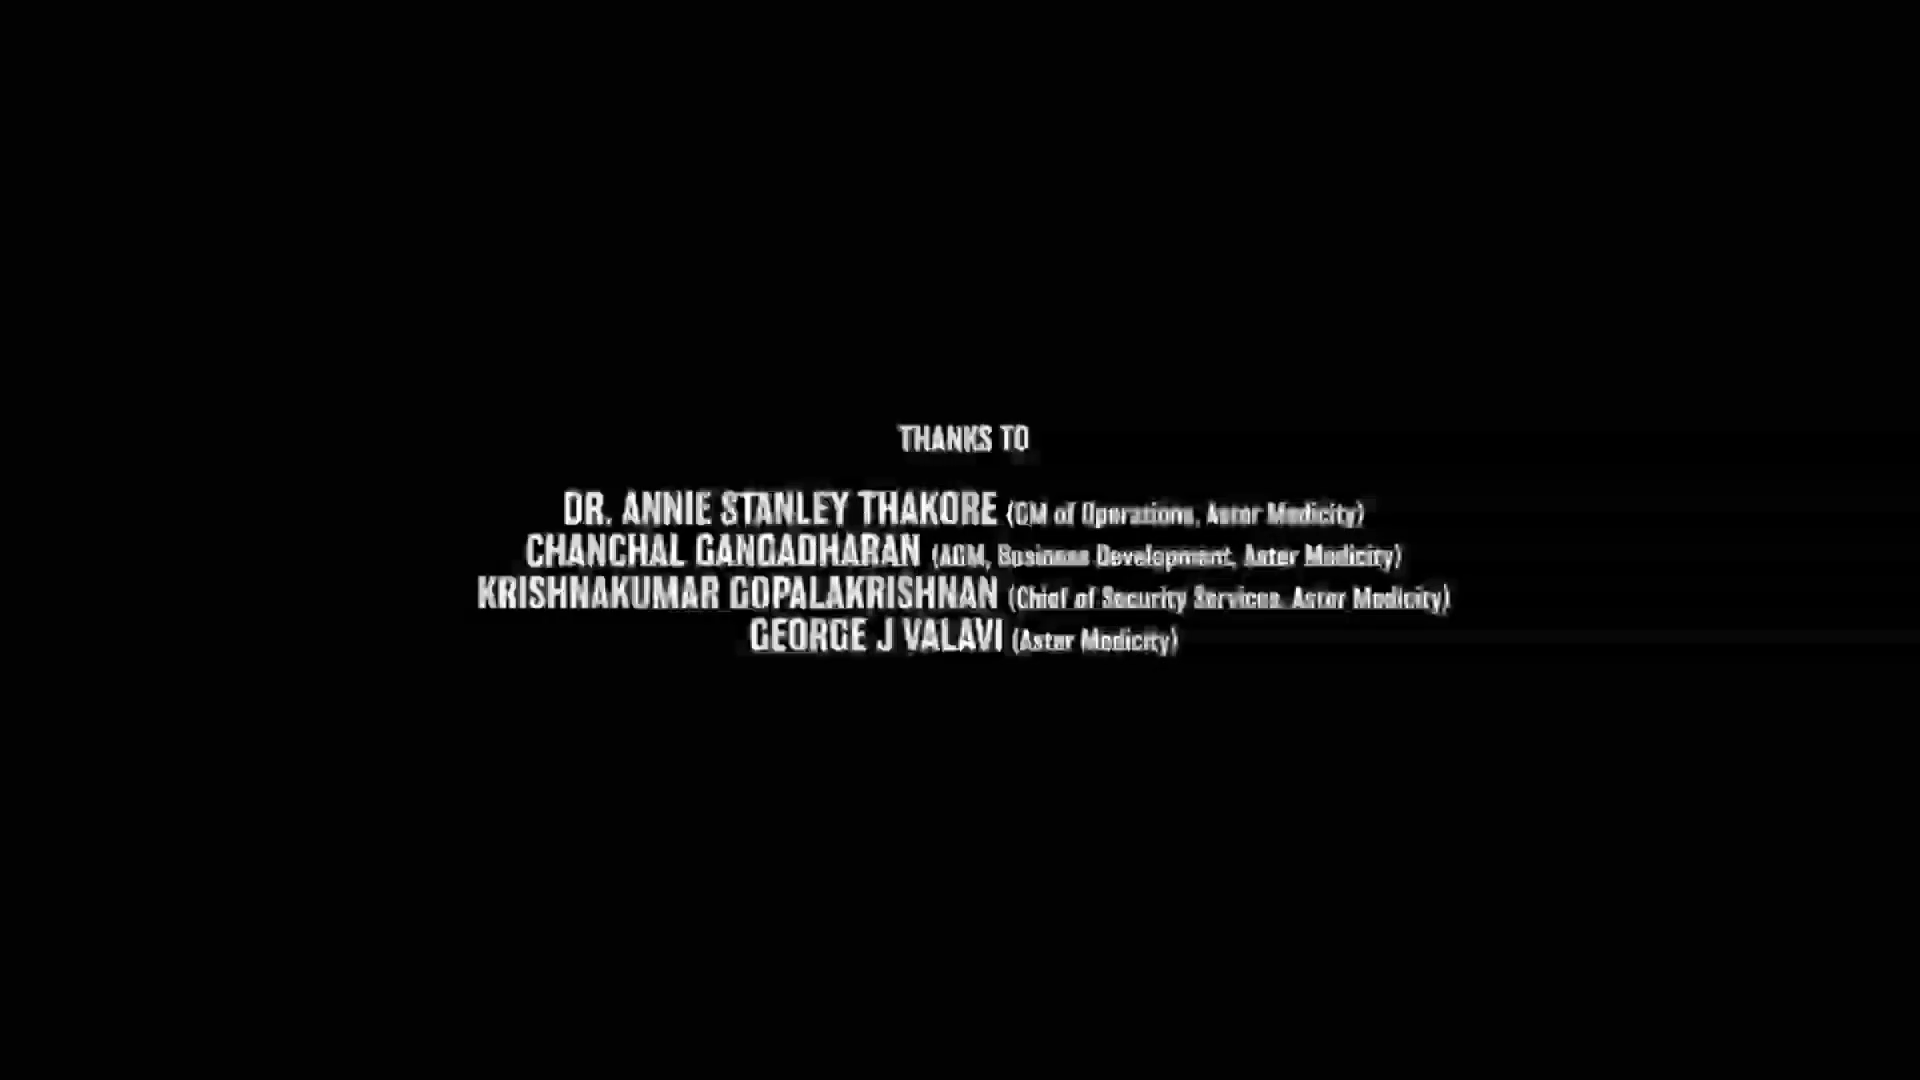 THANKS TO
DR. ANNIE STANLEY THAKORE (GM of Operations, Aster Medicity)
CHANCHAL GANGADHARAN (AGM, Business Development, Aster Medicity)
KRISHNAKUMAR GOPALAKRISHNAN (Chief of Security Services, Aster Medicity)
GEORGE J VALAVI (Aster Medicity)